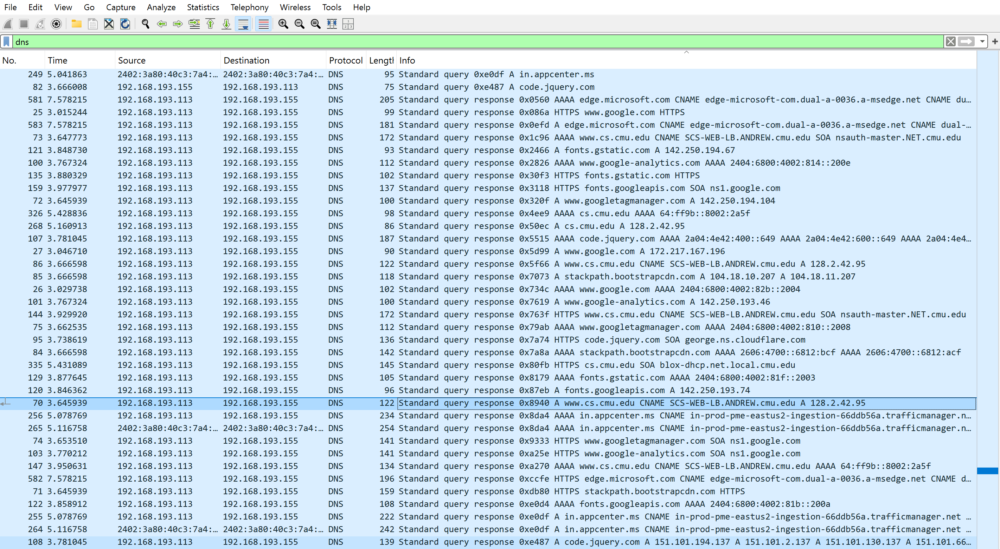 File Edit View Go Capture Analyze Statistics Telephony Wireless Tools Help
dns
No. Time Source Destination Protocol Lengtl Info
249 5.041863 2402:3a80:40c3:7a4:… 2402:3a80:40c3:7a4:… DNS 95 Standard query 0xe0df A in.appcenter.ms
82 3.666008 192.168.193.155 192.168.193.113 DNS 75 Standard query 0xe487 A code.jquery.com
581 7.578215 192.168.193.113 192.168.193.155 DNS 205 Standard query response 0x0560 AAAA edge.microsoft.com CNAME edge-microsoft-com.dual-a-0036.a-msedge.net CNAME du…
25 3.015244 192.168.193.113 192.168.193.155 DNS 99 Standard query response 0x086a HTTPS www.google.com HTTPS
583 7.578215 192.168.193.113 192.168.193.155 DNS 181 Standard query response 0x0efd A edge.microsoft.com CNAME edge-microsoft-com.dual-a-0036.a-msedge.net CNAME dual-…
73 3.647773 192.168.193.113 192.168.193.155 DNS 172 Standard query response 0x1c96 AAAA www.cs.cmu.edu CNAME SCS-WEB-LB.ANDREW.cmu.edu SOA nsauth-master.NET.cmu.edu
121 3.848730 192.168.193.113 192.168.193.155 DNS 93 Standard query response 0x2466 A fonts.gstatic.com A 142.250.194.67
100 3.767324 192.168.193.113 192.168.193.155 DNS 112 Standard query response 0x2826 AAAA www.google-analytics.com AAAA 2404:6800:4002:814::200e
135 3.880329 192.168.193.113 192.168.193.155 DNS 102 Standard query response 0x30f3 HTTPS fonts.gstatic.com HTTPS
159 3.977977 192.168.193.113 192.168.193.155 DNS 137 Standard query response 0x3118 HTTPS fonts.googleapis.com SOA ns1.google.com
72 3.645939 192.168.193.113 192.168.193.155 DNS 100 Standard query response 0x320f A www.googletagmanager.com A 142.250.194.104
326 5.428836 192.168.193.113 192.168.193.155 DNS 98 Standard query response 0x4ee9 AAAA cs.cmu.edu AAAA 64:ff9b::8002:2a5f
268 5.160913 192.168.193.113 192.168.193.155 DNS 86 Standard query response 0x50ec A cs.cmu.edu A 128.2.42.95
107 3.781045 192.168.193.113 192.168.193.155 DNS 187 Standard query response 0x5515 AAAA code.jquery.com AAAA 2a04:4e42:400::649 AAAA 2a04:4e42:600::649 AAAA 2a04:4e4…
27 3.046710 192.168.193.113 192.168.193.155 DNS 90 Standard query response 0x5d99 A www.google.com A 172.217.167.196
86 3.666598 192.168.193.113 192.168.193.155 DNS 122 Standard query response 0x5f66 A www.cs.cmu.edu CNAME SCS-WEB-LB.ANDREW.cmu.edu A 128.2.42.95
85 3.666598 192.168.193.113 192.168.193.155 DNS 118 Standard query response 0x7073 A stackpath.bootstrapcdn.com A 104.18.10.207 A 104.18.11.207
26 3.029738 192.168.193.113 192.168.193.155 DNS 102 Standard query response 0x734c AAAA www.google.com AAAA 2404:6800:4002:82b::2004
101 3.767324 192.168.193.113 192.168.193.155 DNS 100 Standard query response 0x7619 A www.google-analytics.com A 142.250.193.46
144 3.929920 192.168.193.113 192.168.193.155 DNS 172 Standard query response 0x763f HTTPS www.cs.cmu.edu CNAME SCS-WEB-LB.ANDREW.cmu.edu SOA nsauth-master.NET.cmu.edu
75 3.662535 192.168.193.113 192.168.193.155 DNS 112 Standard query response 0x79ab AAAA www.googletagmanager.com AAAA 2404:6800:4002:810::2008
95 3.738619 192.168.193.113 192.168.193.155 DNS 136 Standard query response 0x7a74 HTTPS code.jquery.com SOA george.ns.cloudflare.com
84 3.666598 192.168.193.113 192.168.193.155 DNS 142 Standard query response 0x7a8a AAAA stackpath.bootstrapcdn.com AAAA 2606:4700::6812:bcf AAAA 2606:4700::6812:acf
335 5.431089 192.168.193.113 192.168.193.155 DNS 145 Standard query response 0x80fb HTTPS cs.cmu.edu SOA blox-dhcp.net.local.cmu.edu
129 3.877645 192.168.193.113 192.168.193.155 DNS 105 Standard query response 0x8179 AAAA fonts.gstatic.com AAAA 2404:6800:4002:81f::2003
120 3.846362 192.168.193.113 192.168.193.155 DNS 96 Standard query response 0x87eb A fonts.googleapis.com A 142.250.193.74
70 3.645939 192.168.193.113 192.168.193.155 DNS 122 Standard query response 0x8940 A www.cs.cmu.edu CNAME SCS-WEB-LB.ANDREW.cmu.edu A 128.2.42.95
256 5.078769 192.168.193.113 192.168.193.155 DNS 234 Standard query response 0x8da4 AAAA in.appcenter.ms CNAME in-prod-pme-eastus2-ingestion-66ddb56a.trafficmanager.n…
265 5.116758 2402:3a80:40c3:7a4:… 2402:3a80:40c3:7a4:… DNS 254 Standard query response 0x8da4 AAAA in.appcenter.ms CNAME in-prod-pme-eastus2-ingestion-66ddb56a.trafficmanager.n…
74 3.653510 192.168.193.113 192.168.193.155 DNS 141 Standard query response 0x9333 HTTPS www.googletagmanager.com SOA ns1.google.com
103 3.770212 192.168.193.113 192.168.193.155 DNS 141 Standard query response 0xa25e HTTPS www.google-analytics.com SOA ns1.google.com
147 3.950631 192.168.193.113 192.168.193.155 DNS 134 Standard query response 0xa270 AAAA www.cs.cmu.edu CNAME SCS-WEB-LB.ANDREW.cmu.edu AAAA 64:ff9b::8002:2a5f
582 7.578215 192.168.193.113 192.168.193.155 DNS 196 Standard query response 0xccfe HTTPS edge.microsoft.com CNAME edge-microsoft-com.dual-a-0036.a-msedge.net CNAME d…
71 3.645939 192.168.193.113 192.168.193.155 DNS 159 Standard query response 0xdb80 HTTPS stackpath.bootstrapcdn.com HTTPS
122 3.858912 192.168.193.113 192.168.193.155 DNS 108 Standard query response 0xe0d4 AAAA fonts.googleapis.com AAAA 2404:6800:4002:81b::200a
255 5.078769 192.168.193.113 192.168.193.155 DNS 222 Standard query response 0xe0df A in.appcenter.ms CNAME in-prod-pme-eastus2-ingestion-66ddb56a.trafficmanager.net …
264 5.116758 2402:3a80:40c3:7a4:… 2402:3a80:40c3:7a4:… DNS 242 Standard query response 0xe0df A in.appcenter.ms CNAME in-prod-pme-eastus2-ingestion-66ddb56a.trafficmanager.net …
108 3.781045 192.168.193.113 192.168.193.155 DNS 139 Standard query response 0xe487 A code.jquery.com A 151.101.194.137 A 151.101.2.137 A 151.101.130.137 A 151.101.66…